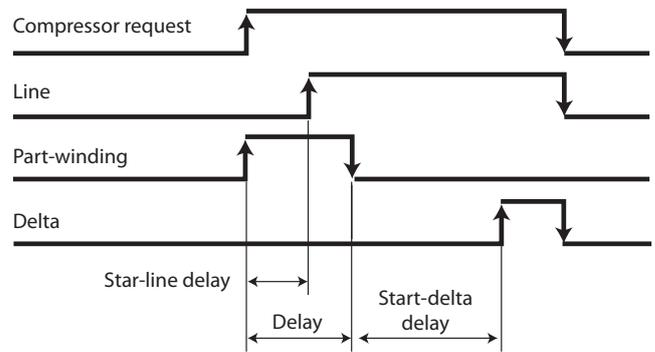 Compressor request
Line
Part-winding
Delta
Star-line delay
Delay
Start-delta
delay